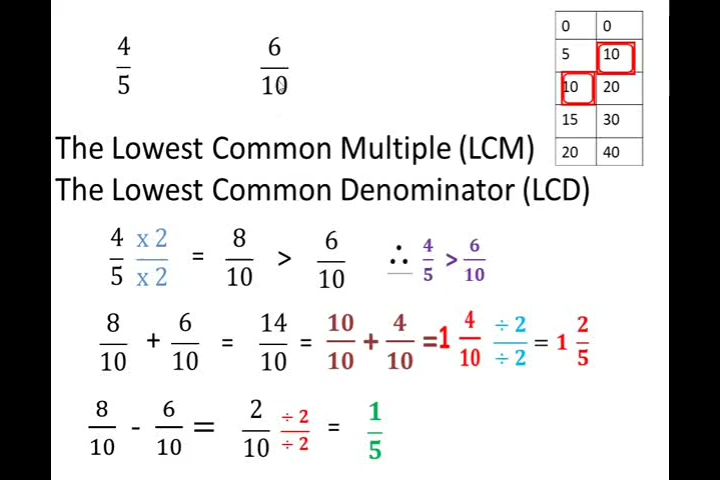 4/5 6/10
0 0
5 10
10 20
15 30
20 40
The Lowest Common Multiple (LCM)
The Lowest Common Denominator (LCD)
4/5 x 2/x 2 = 8/10 > 6/10 ∴ 4/5 > 6/10
8/10 + 6/10 = 14/10 = 10/10 + 4/10 = 1 4/10 ÷ 2/÷ 2 = 1 2/5
8/10 - 6/10 = 2/10 ÷ 2/÷ 2 = 1/5